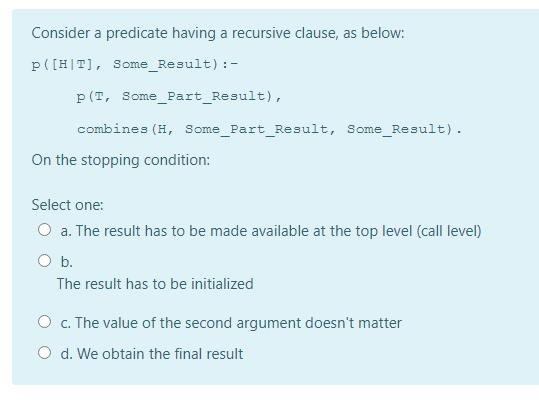 Consider a predicate having a recursive clause, as below:
p([H|T], Some_Result):-
p(T, Some_Part_Result),
combines(H, Some_Part_Result, Some_Result).
On the stopping condition:
Select one:
a. The result has to be made available at the top level (call level)
b.
The result has to be initialized
c. The value of the second argument doesn't matter
d. We obtain the final result